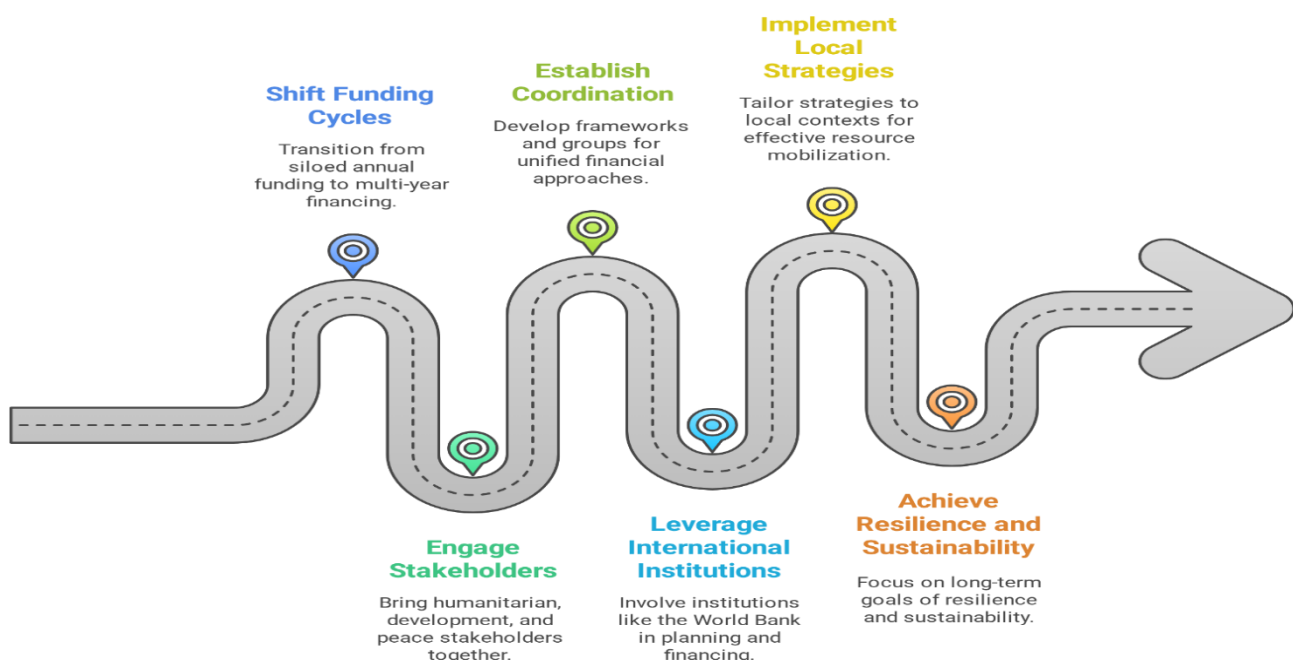 Shift Funding
Cycles
Transition from
siloed annual
funding to multi-year
financing.
Engage
Stakeholders
Bring humanitarian,
development, and
peace stakeholders
together.
Establish
Coordination
Develop frameworks
and groups for
unified financial
approaches.
Leverage
International
Institutions
Involve institutions
like the World Bank
in planning and
financing.
Implement
Local
Strategies
Tailor strategies to
local contexts for
effective resource
mobilization.
Achieve
Resilience and
Sustainability
Focus on long-term
goals of resilience
and sustainability.